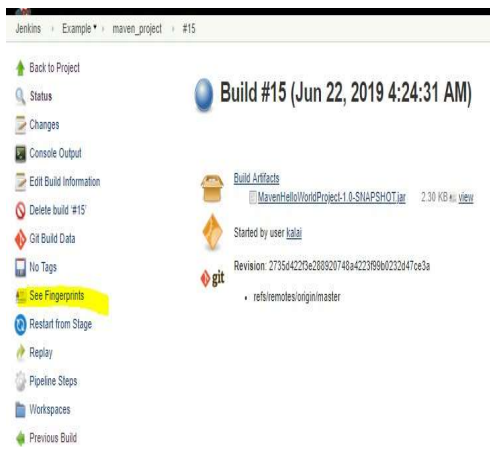 Jenkins › Example › maven_project › #15
Back to Project
Status
Changes
Console Output
Edit Build Information
Delete build '#15'
Git Build Data
No Tags
See Fingerprints
Restart from Stage
Replay
Pipeline Steps
Workspaces
Previous Build
Build #15 (Jun 22, 2019 4:24:31 AM)
Build Artifacts
MavenHelloWorldProject-1.0-SNAPSHOT.jar 2.30 KB view
Started by user kalai
git Revision: 2735d422f3e288920748a4223f99b0232d47ce3a
• refs/remotes/origin/master